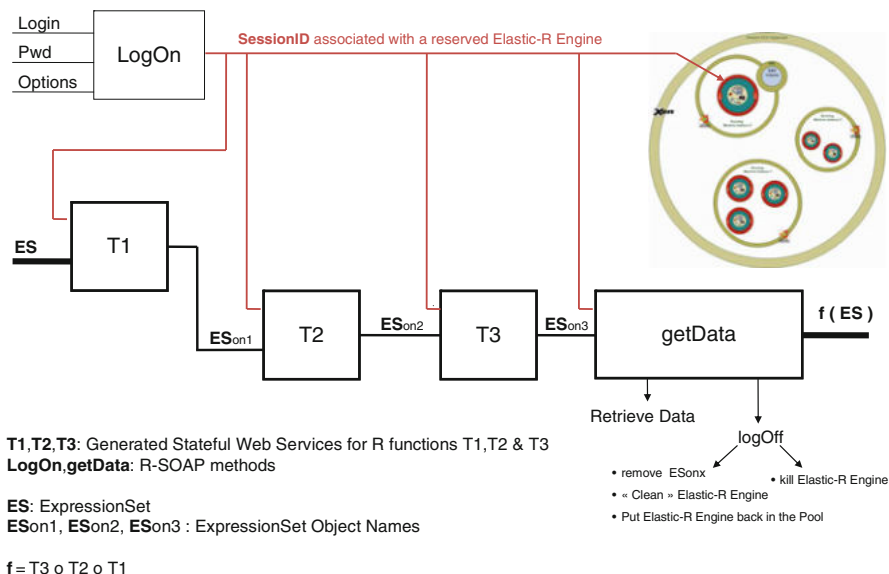 Login
Pwd
Options
LogOn
SessionID associated with a reserved Elastic-R Engine
ES
T1
ESon1
T2
ESon2
T3
ESon3
getData
f ( ES )
Retrieve Data
logOff
• remove ESonx
• « Clean » Elastic-R Engine
• Put Elastic-R Engine back in the Pool
• kill Elastic-R Engine
T1,T2,T3: Generated Stateful Web Services for R functions T1,T2 & T3
LogOn,getData: R-SOAP methods
ES: ExpressionSet
ESon1, ESon2, ESon3 : ExpressionSet Object Names
f = T3 o T2 o T1